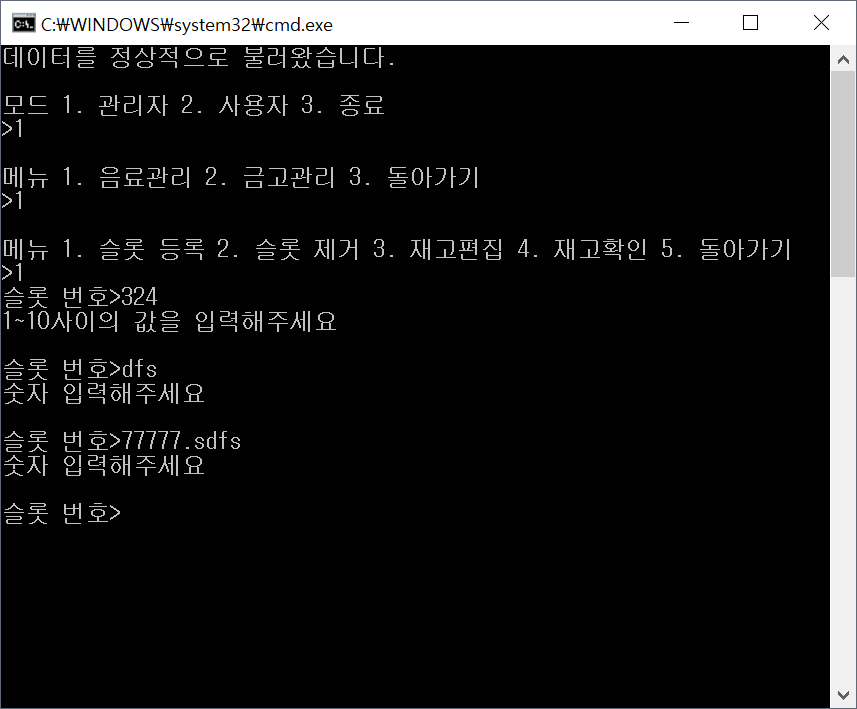 C:₩WINDOWS₩system32₩cmd.exe
데이터를 정상적으로 불러왔습니다.
모드 1. 관리자 2. 사용자 3. 종료
>1
메뉴 1. 음료관리 2. 금고관리 3. 돌아가기
>1
메뉴 1. 슬롯 등록 2. 슬롯 제거 3. 재고편집 4. 재고확인 5. 돌아가기
>1
슬롯 번호>324
1~10사이의 값을 입력해주세요
슬롯 번호>dfs
숫자 입력해주세요
슬롯 번호>77777.sdfs
숫자 입력해주세요
슬롯 번호>